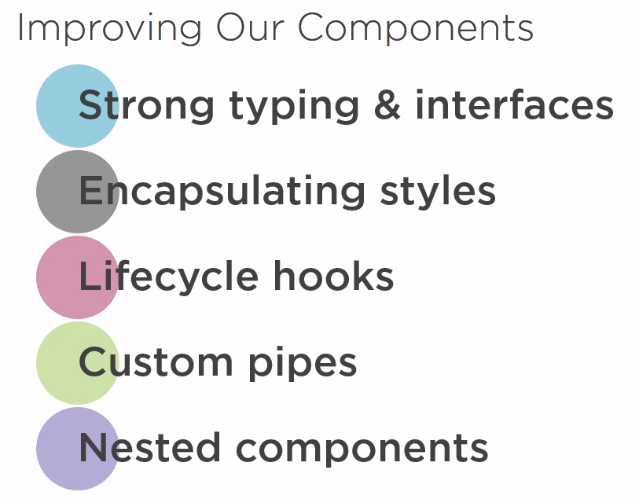 Improving Our Components
Strong typing & interfaces
Encapsulating styles
Lifecycle hooks
Custom pipes
Nested components